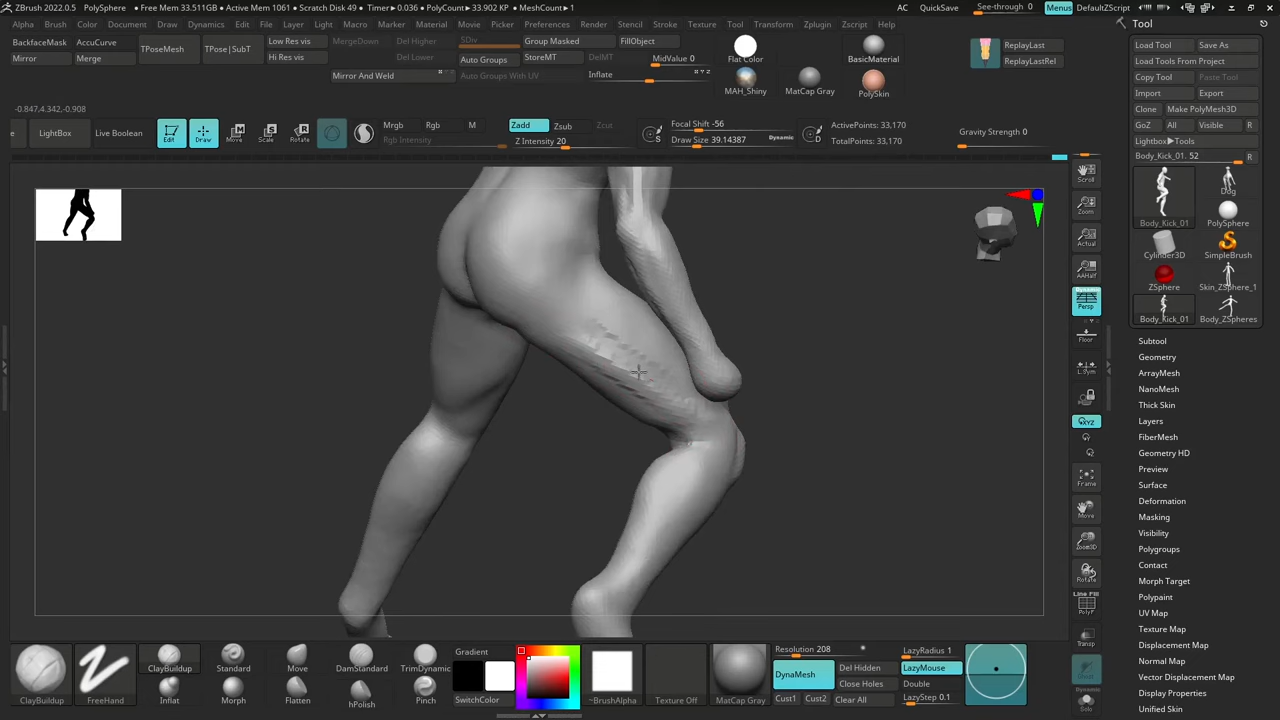 ZBrush 2022.0.5 PolySphere • Free Mem 33.511GB • Active Mem 1061 • Scratch Disk 49 • Timer▸0.036 • PolyCount▸33.902 KP • MeshCount▸1
AC QuickSave See-through 0 Menus DefaultZScript
Alpha Brush Color Document Draw Dynamics Edit File Layer Light Macro Marker Material Movie Picker Preferences Render Stencil Stroke Texture Tool Transform Zplugin Zscript Help
Tool
BackfaceMask AccuCurve
Mirror Merge
TPoseMesh TPose|SubT
Low Res vis
Hi Res vis
MergeDown Del Higher Del Lower
Mirror And Weld
SDiv
Auto Groups
Auto Groups With UV
Group Masked FillObject
StoreMT DelMT MidValue 0
Inflate
Flat Color
MAH_Shiny MatCap Gray
BasicMaterial
PolySkin
ReplayLast
ReplayLastRel
-0.847,4.342,-0.908
e LightBox Live Boolean
Edit Draw Move Scale Rotate
Mrgb Rgb M
Rgb Intensity
Zadd Zsub Zcut
Z Intensity 20
Focal Shift -56
Draw Size 39.14387 Dynamic
ActivePoints: 33,170
TotalPoints: 33,170
Gravity Strength 0
Load Tool Save As
Load Tools From Project
Copy Tool Paste Tool
Import Export
Clone Make PolyMesh3D
GoZ All Visible R
Lightbox▸Tools
Body_Kick_01. 52 R
Body_Kick_01 Dog
PolySphere
Cylinder3D SimpleBrush
ZSphere Skin_ZSphere_1
Body_Kick_01 Body_ZSpheres
Subtool
Geometry
ArrayMesh
NanoMesh
Thick Skin
Layers
FiberMesh
Geometry HD
Preview
Surface
Deformation
Masking
Visibility
Polygroups
Contact
Morph Target
Polypaint
UV Map
Texture Map
Displacement Map
Normal Map
Vector Displacement Map
Display Properties
Unified Skin
Scroll
Zoom
Actual
AAHalf
Dynamic
Persp
Floor
L.Sym
XYZ
Frame
Move
Zoom3D
Rotate
Line Fill
PolyF
Transp
Dynamic
Solo
ClayBuildup FreeHand
ClayBuildup Standard Move DamStandard TrimDynamic
Inflat Morph Flatten hPolish Pinch
Gradient
SwitchColor
~BrushAlpha Texture Off MatCap Gray
Resolution 208
DynaMesh
Del Hidden
Close Holes
Cust1 Cust2 Clear All
LazyRadius 1
LazyMouse
Double
LazyStep 0.1